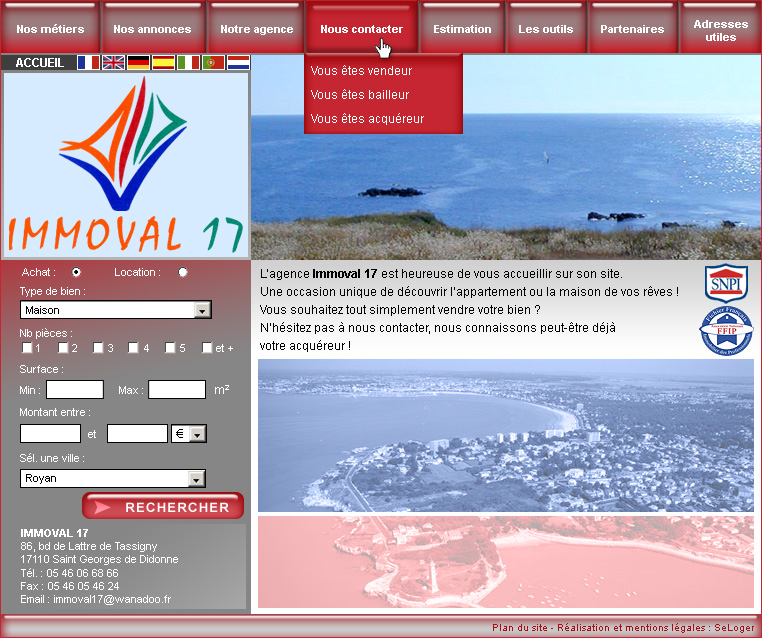 Nos métiers
Nos annonces
Notre agence
Nous contacter
Estimation
Les outils
Partenaires
Adresses
utiles
ACCUEIL
Vous êtes vendeur
Vous êtes bailleur
Vous êtes acquéreur
IMMOVAL 17
Achat :
Location :
Type de bien :
Maison
Nb pièces :
1 2 3 4 5 et +
Surface :
Min : Max : m²
Montant entre :
et €
Sél. une ville :
Royan
RECHERCHER
IMMOVAL 17
86, bd de Lattre de Tassigny
17110 Saint Georges de Didonne
Tél. : 05 46 06 68 66
Fax : 05 46 05 46 24
Email : immoval17@wanadoo.fr
L'agence Immoval 17 est heureuse de vous accueillir sur son site.
Une occasion unique de découvrir l'appartement ou la maison de vos rêves !
Vous souhaitez tout simplement vendre votre bien ?
N'hésitez pas à nous contacter, nous connaissons peut-être déjà
votre acquéreur !
SNPI
Fichier Français
FFIP
Plan du site - Réalisation et mentions légales : SeLoger